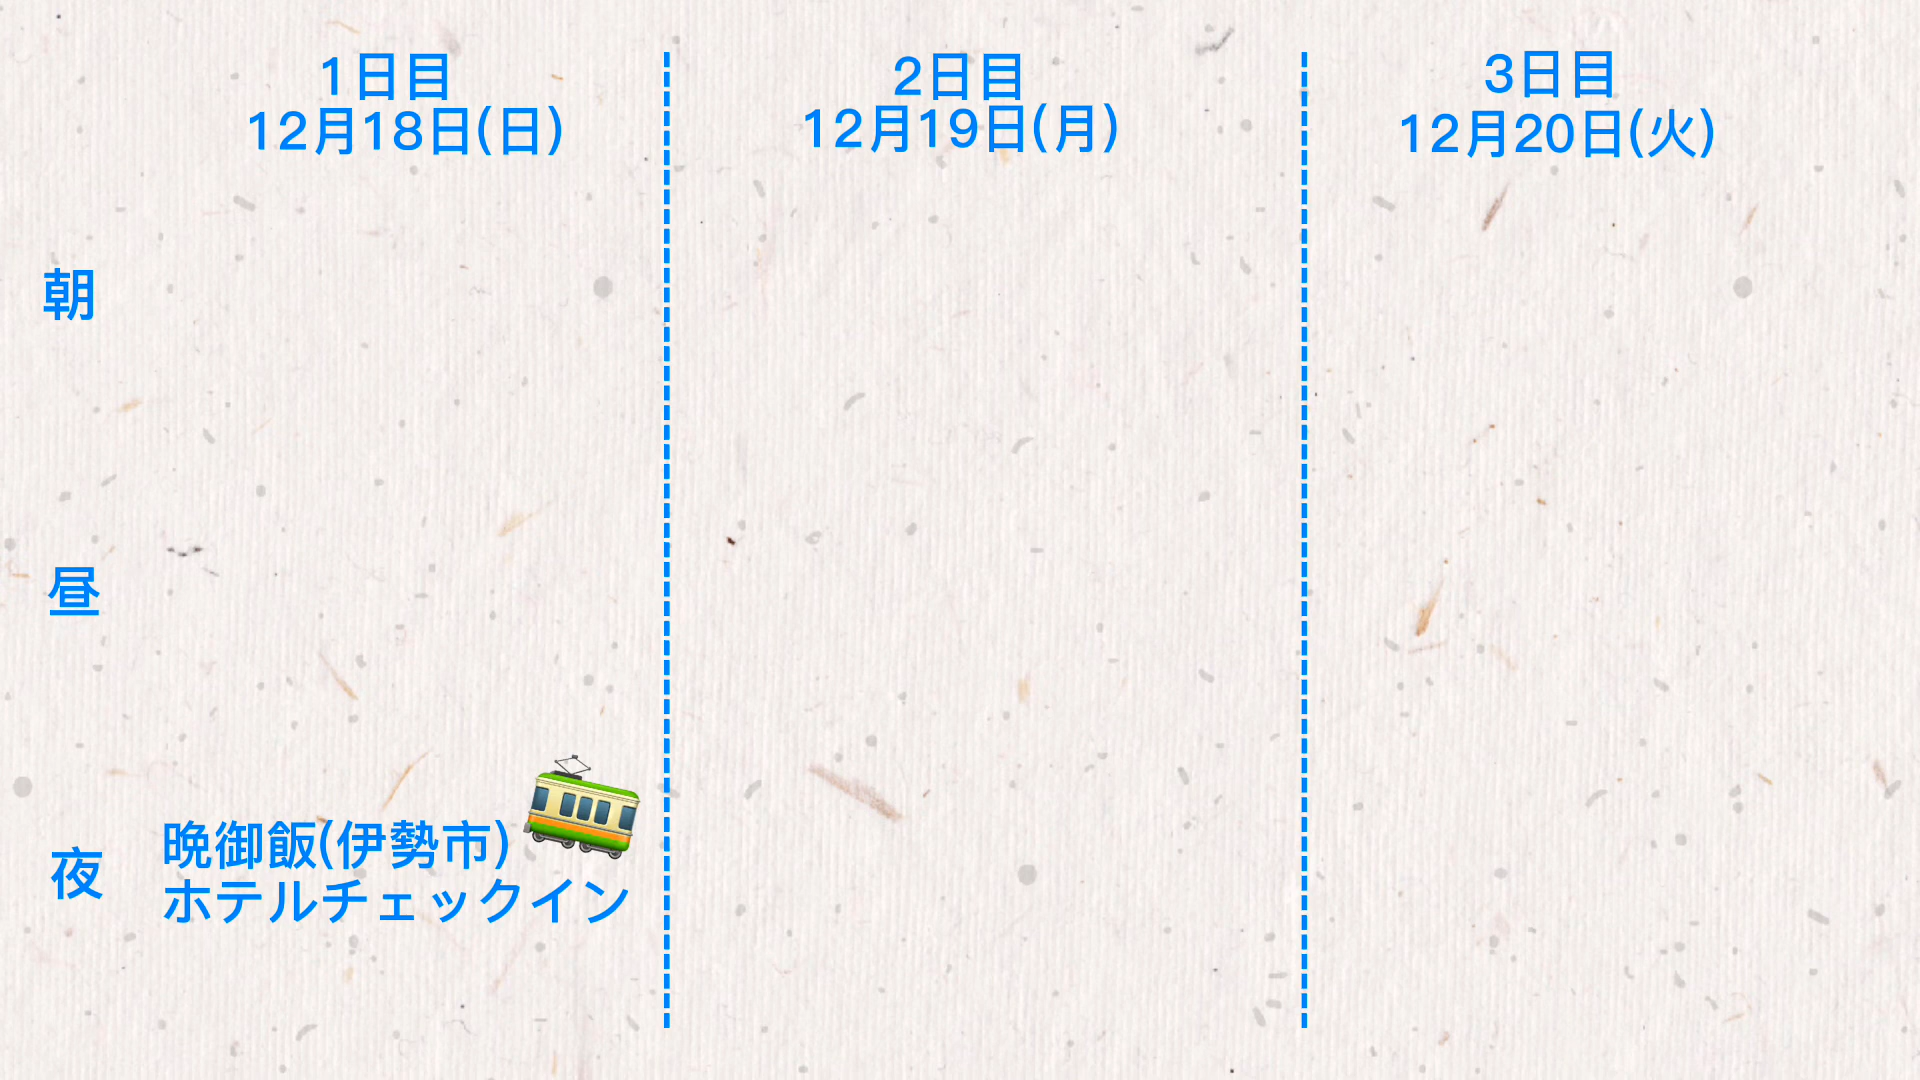 1日目
12月18日(日)
2日目
12月19日(月)
3日目
12月20日(火)
朝
昼
夜
晩御飯(伊勢市)
ホテルチェックイン